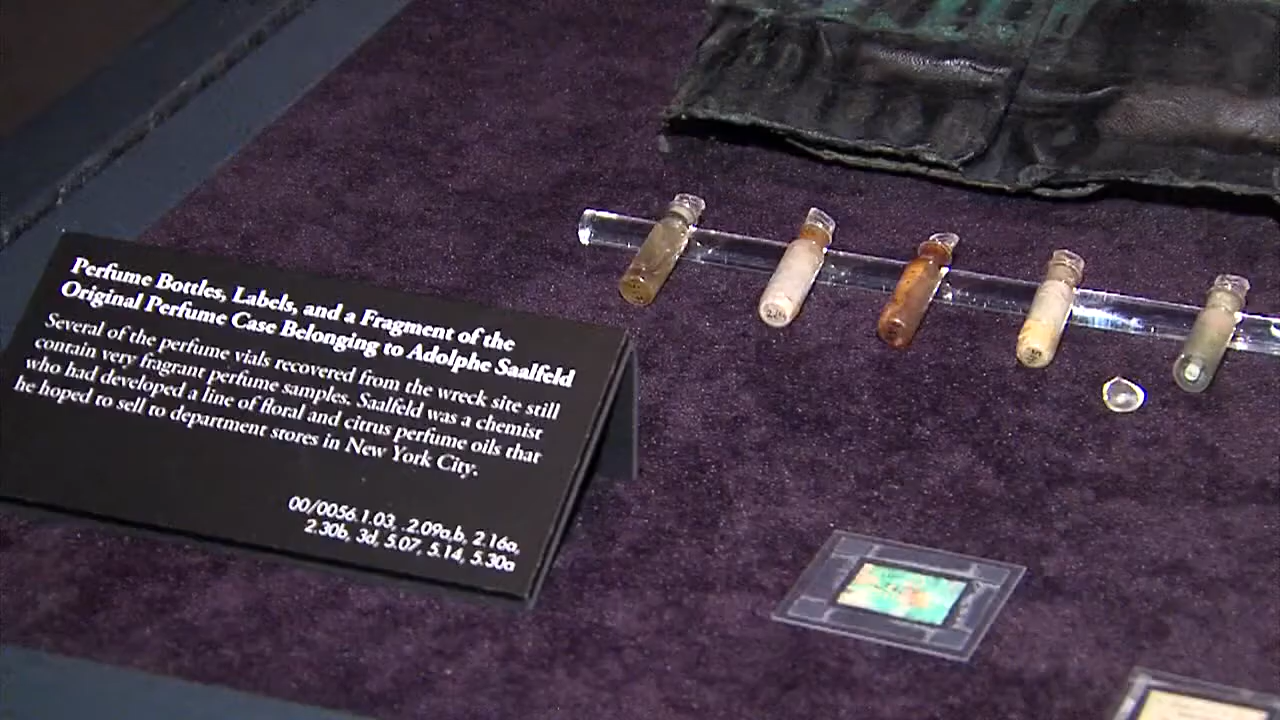 Perfume Bottles, Labels, and a Fragment of the
Original Perfume Case Belonging to Adolphe Saalfeld
Several of the perfume vials recovered from the wreck site still
contain very fragrant perfume samples. Saalfeld was a chemist
who had developed a line of floral and citrus perfume oils that
he hoped to sell to department stores in New York City.
00/0056.1.03, .2.09a,b, 2.16a,
2.30b, 3d, 5.07, 5.14, 5.30a